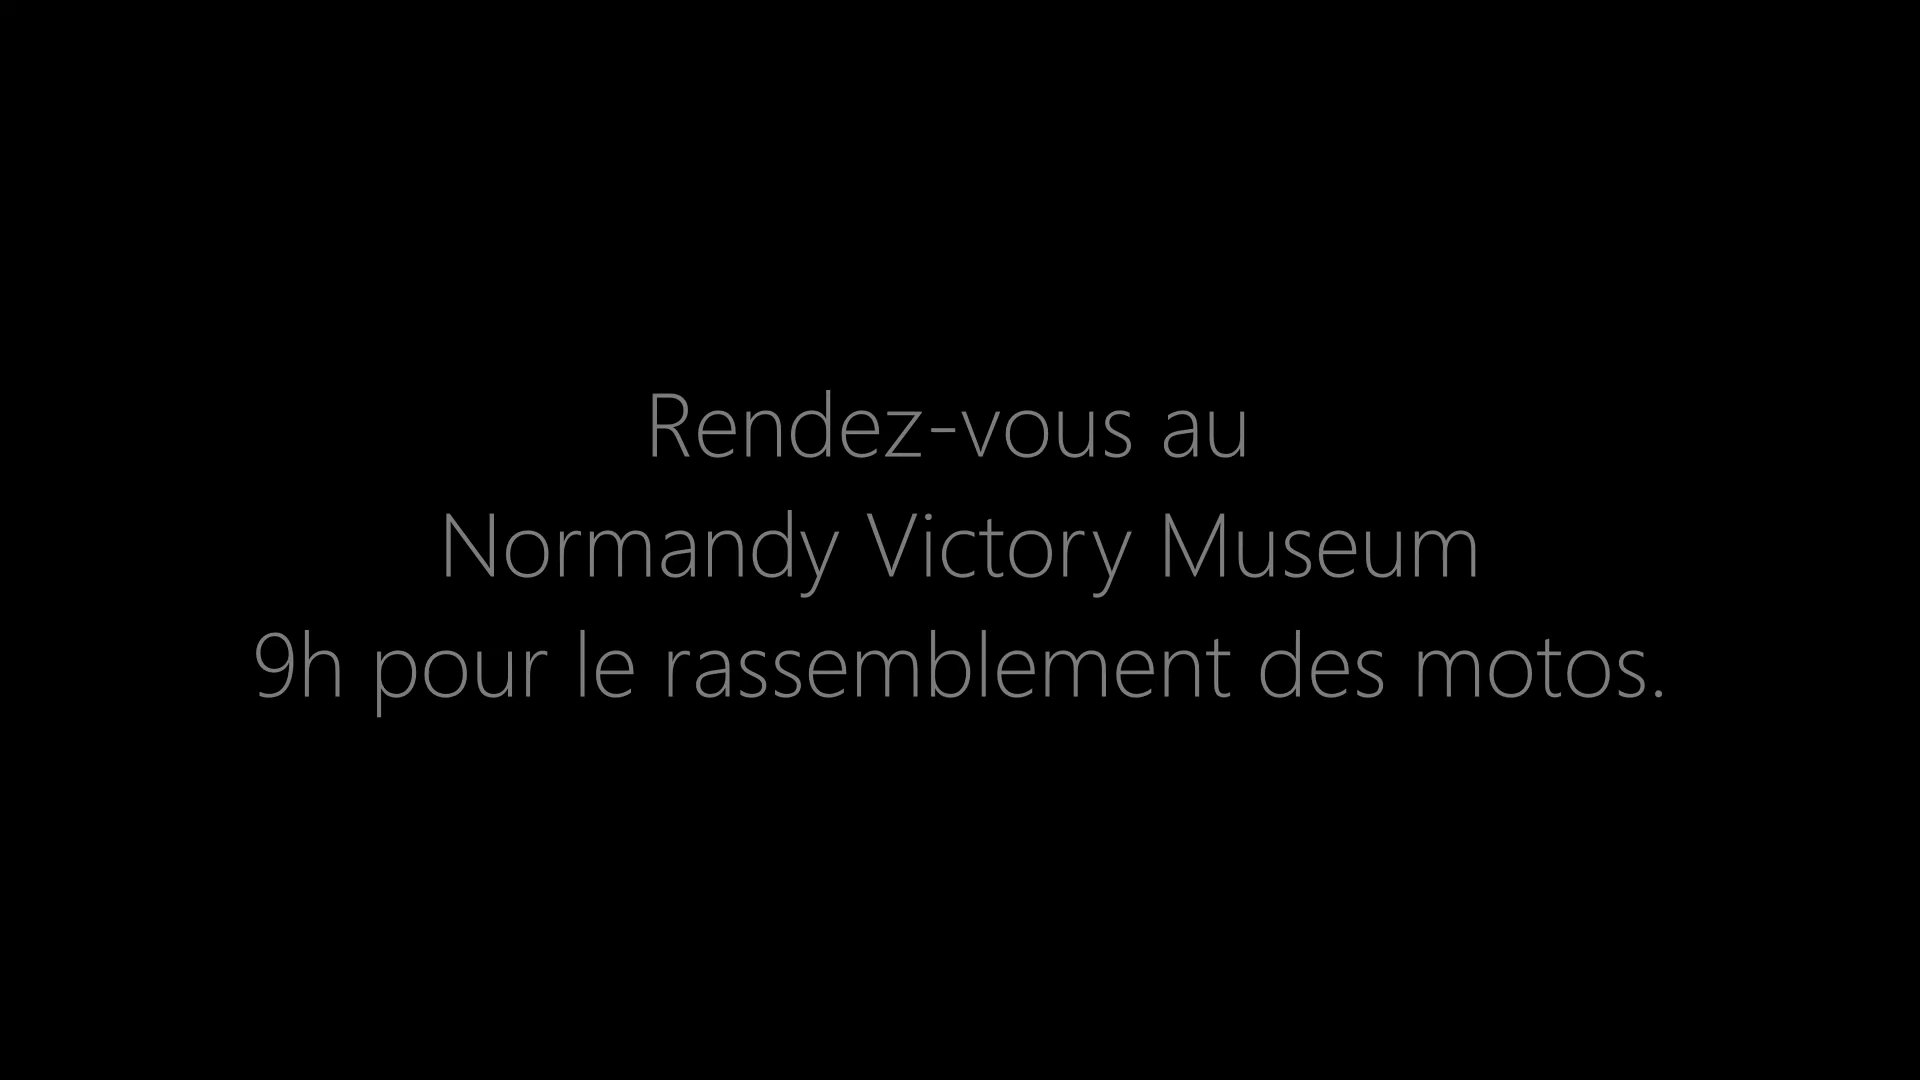 Rendez-vous au
Normandy Victory Museum
9h pour le rassemblement des motos.